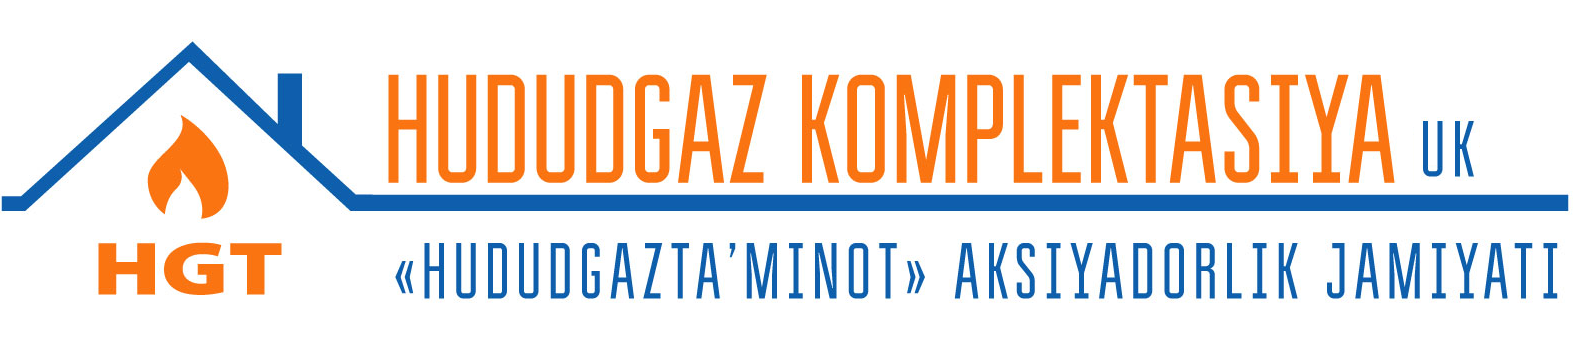 HUDUDGAZ KOMPLEKTASIYA UK
HGT
«HUDUDGAZTA’MINOT» AKSIYADORLIK JAMIYATI